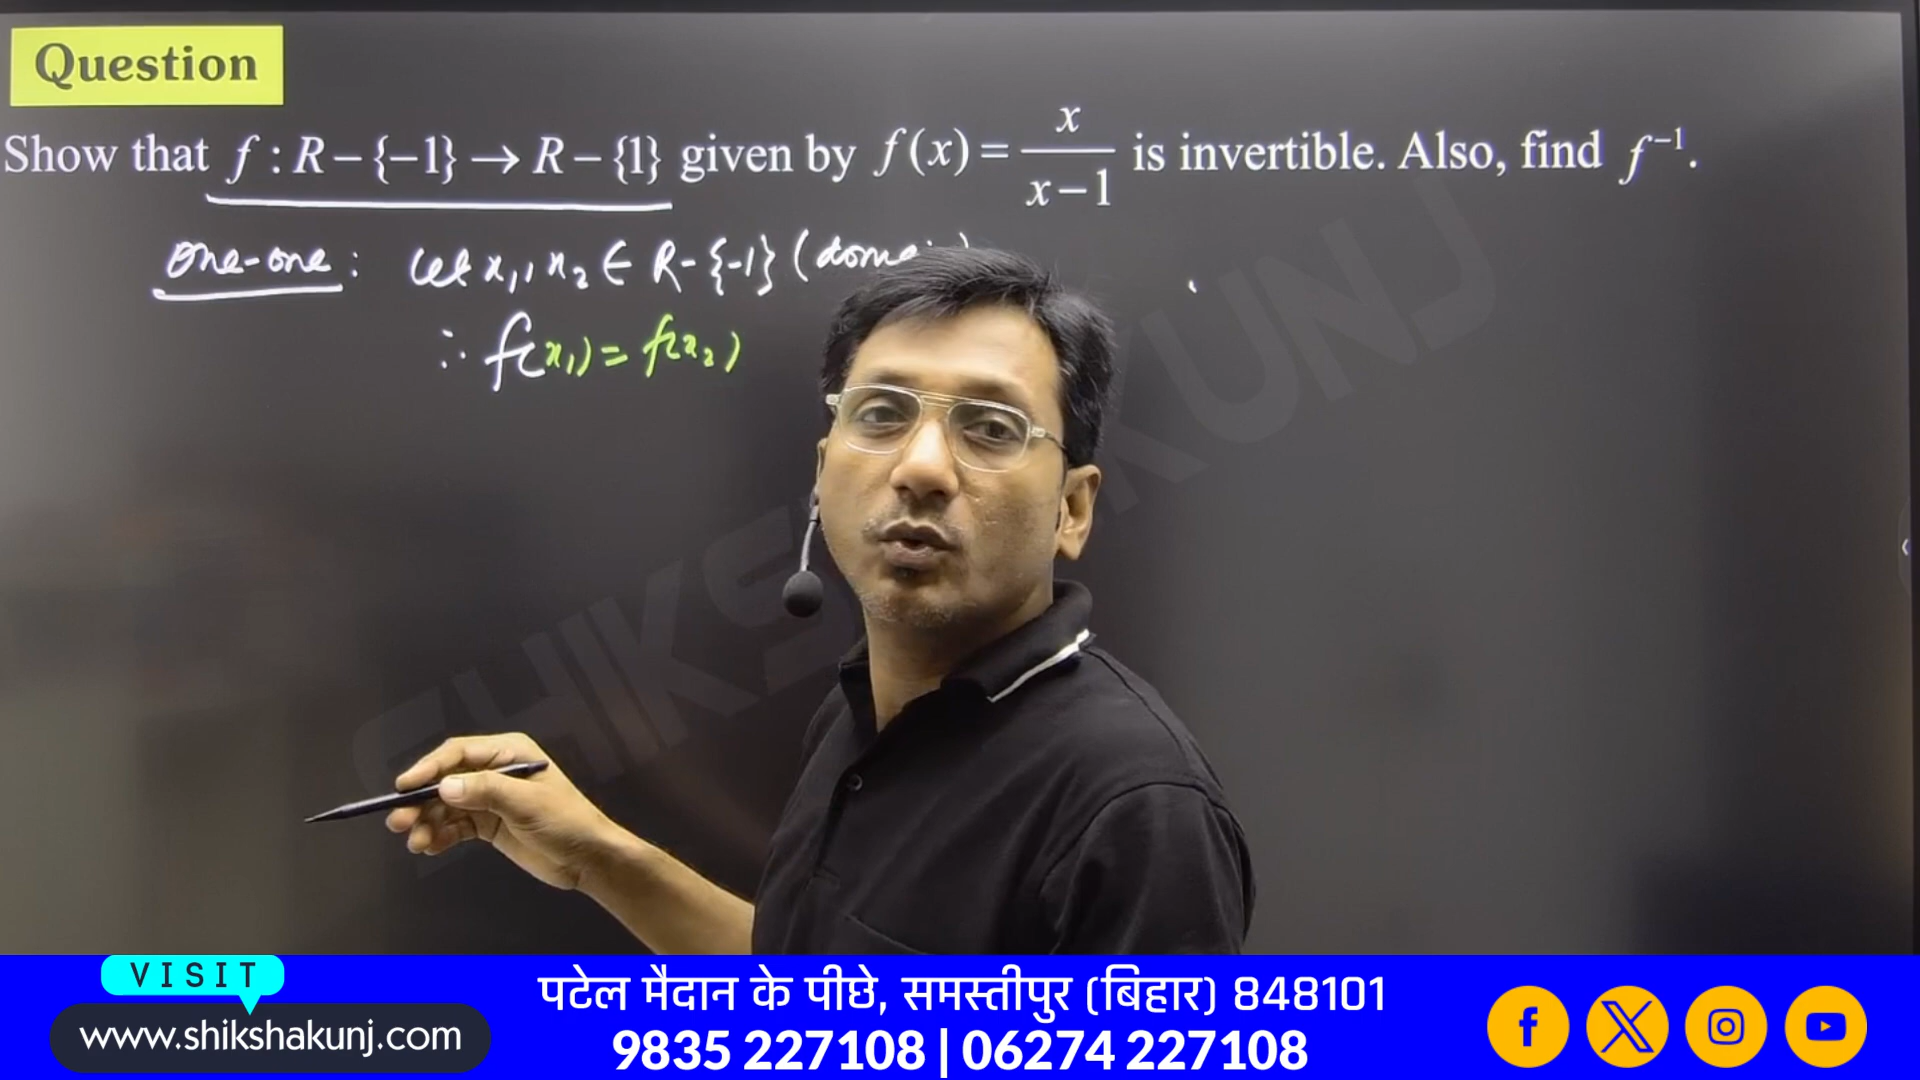 Question
Show that f : R − {−1} → R − {1} given by f(x) = x/(x−1) is invertible. Also, find f⁻¹.
One-one : Let x₁, x₂ ∈ R - {-1} (
∴ f(x₁) = f(x₂)
SHIKSHAKUNJ
VISIT
www.shikshakunj.com
पटेल मैदान के पीछे, समस्तीपुर (बिहार) 848101
9835 227108 | 06274 227108